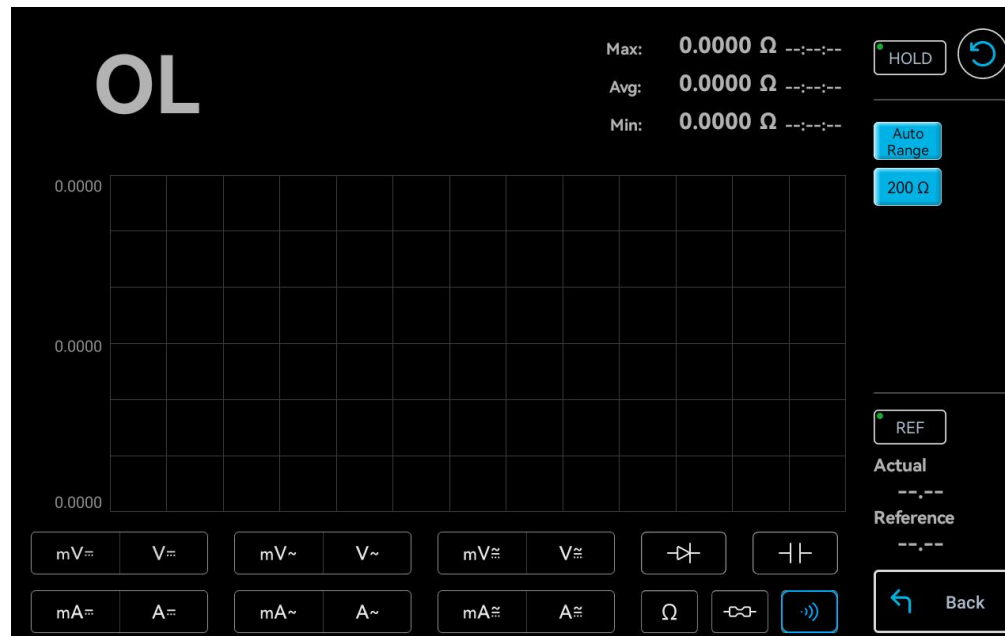 OL
Max: 0.0000 Ω --:--:--
Avg: 0.0000 Ω --:--:--
Min: 0.0000 Ω --:--:--
HOLD
Auto
Range
200 Ω
0.0000
0.0000
0.0000
REF
Actual
--.--
Reference
--.--
mV⎓ V⎓ mV~ V~ mV≅ V≅
mA⎓ A⎓ mA~ A~ mA≅ A≅ Ω
Back